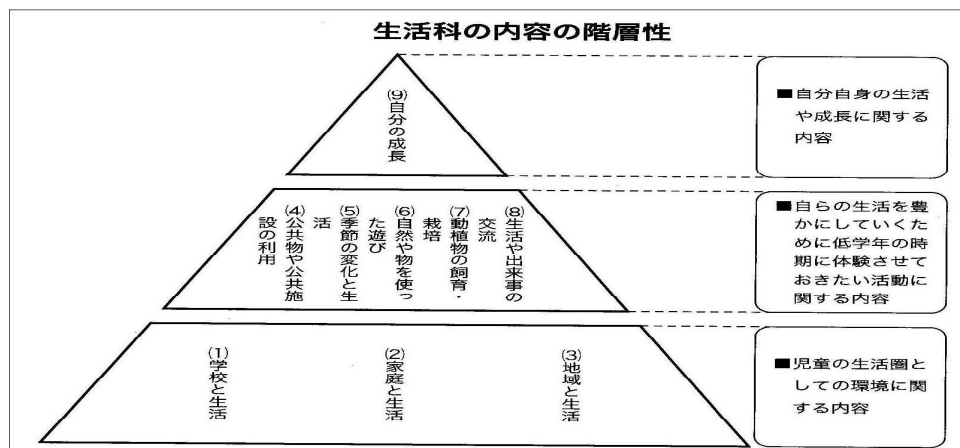 生活科の内容の階層性
(9)自分の成長
■自分自身の生活
や成長に関する
内容
(4)公共物や公共施
設の利用
(5)季節の変化と生
活
(6)自然や物を使っ
た遊び
(7)動植物の飼育・
栽培
(8)生活や出来事の
交流
■自らの生活を豊
かにしていくた
めに低学年の時
期に体験させて
おきたい活動に
関する内容
(1)学校と生活
(2)家庭と生活
(3)地域と生活
■児童の生活圏と
しての環境に関
する内容